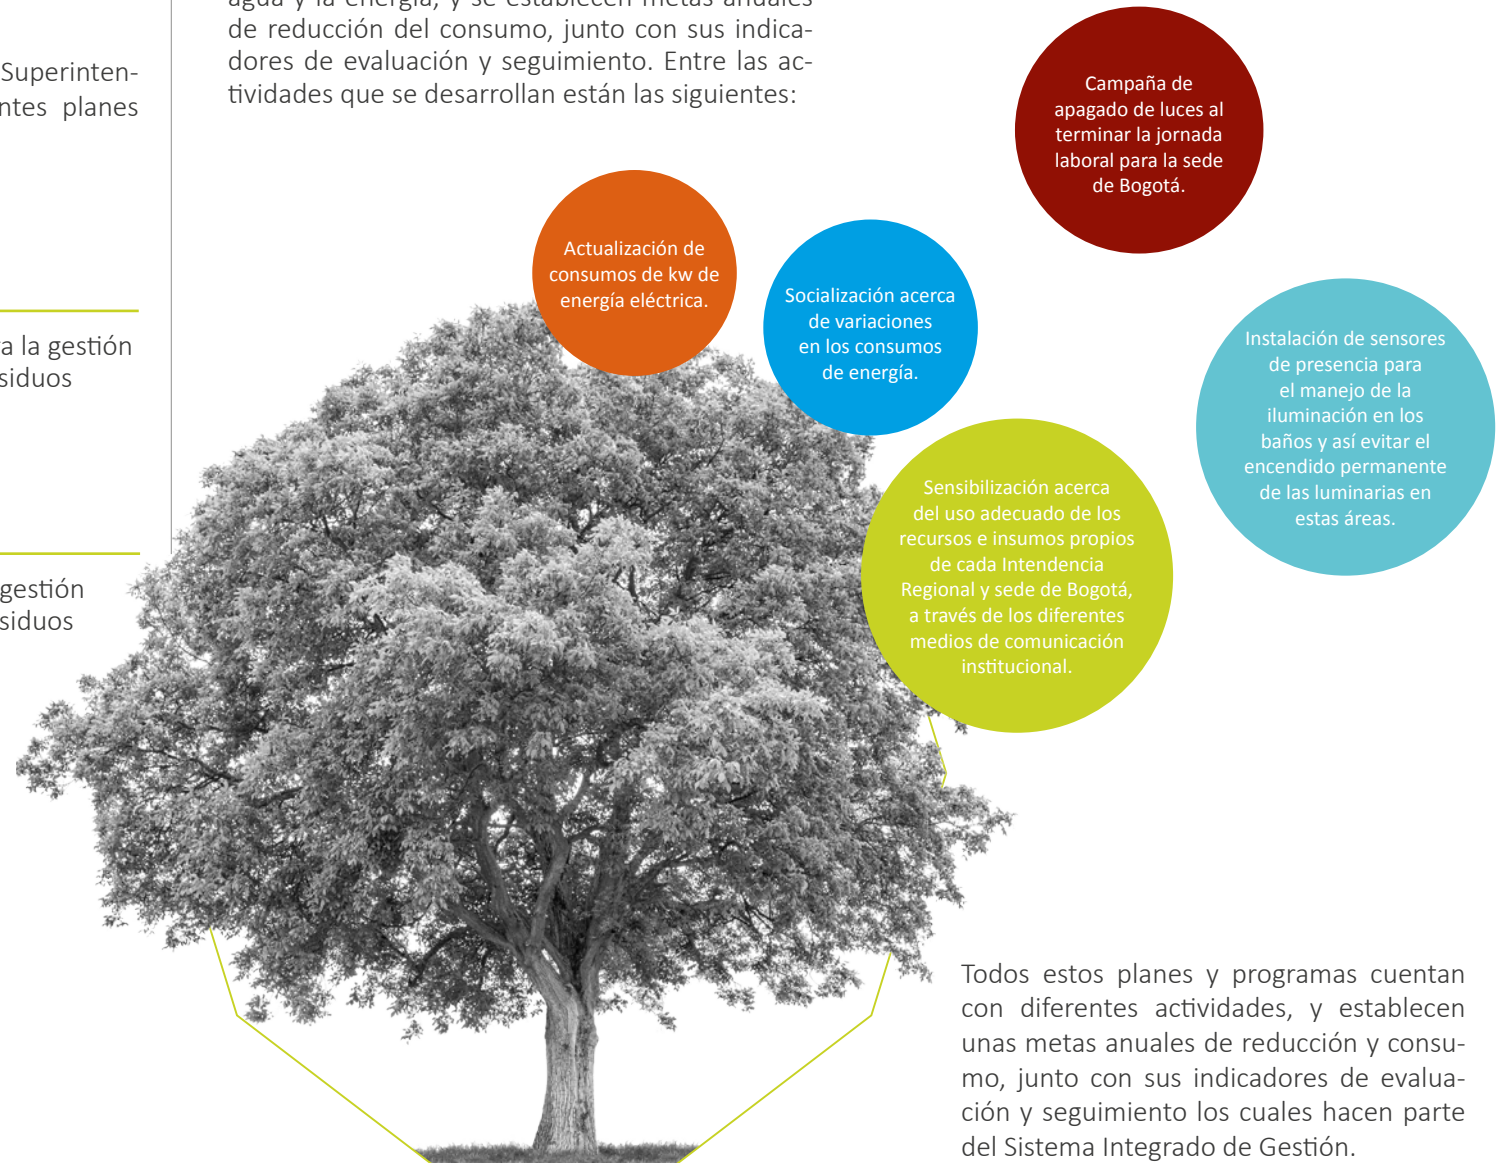 Superinten-
ntes planes
a la gestión
siduos
gestión
siduos
agua y la energía, y se establecen metas anuales
de reducción del consumo, junto con sus indica-
dores de evaluación y seguimiento. Entre las ac-
tividades que se desarrollan están las siguientes:
Campaña de
apagado de luces al
terminar la jornada
laboral para la sede
de Bogotá.
Actualización de
consumos de kw de
energía eléctrica.
Socialización acerca
de variaciones
en los consumos
de energía.
Instalación de sensores
de presencia para
el manejo de la
iluminación en los
baños y así evitar el
encendido permanente
de las luminarias en
estas áreas.
Sensibilización acerca
del uso adecuado de los
recursos e insumos propios
de cada Intendencia
Regional y sede de Bogotá,
a través de los diferentes
medios de comunicación
institucional.
Todos estos planes y programas cuentan
con diferentes actividades, y establecen
unas metas anuales de reducción y consu-
mo, junto con sus indicadores de evalua-
ción y seguimiento los cuales hacen parte
del Sistema Integrado de Gestión.